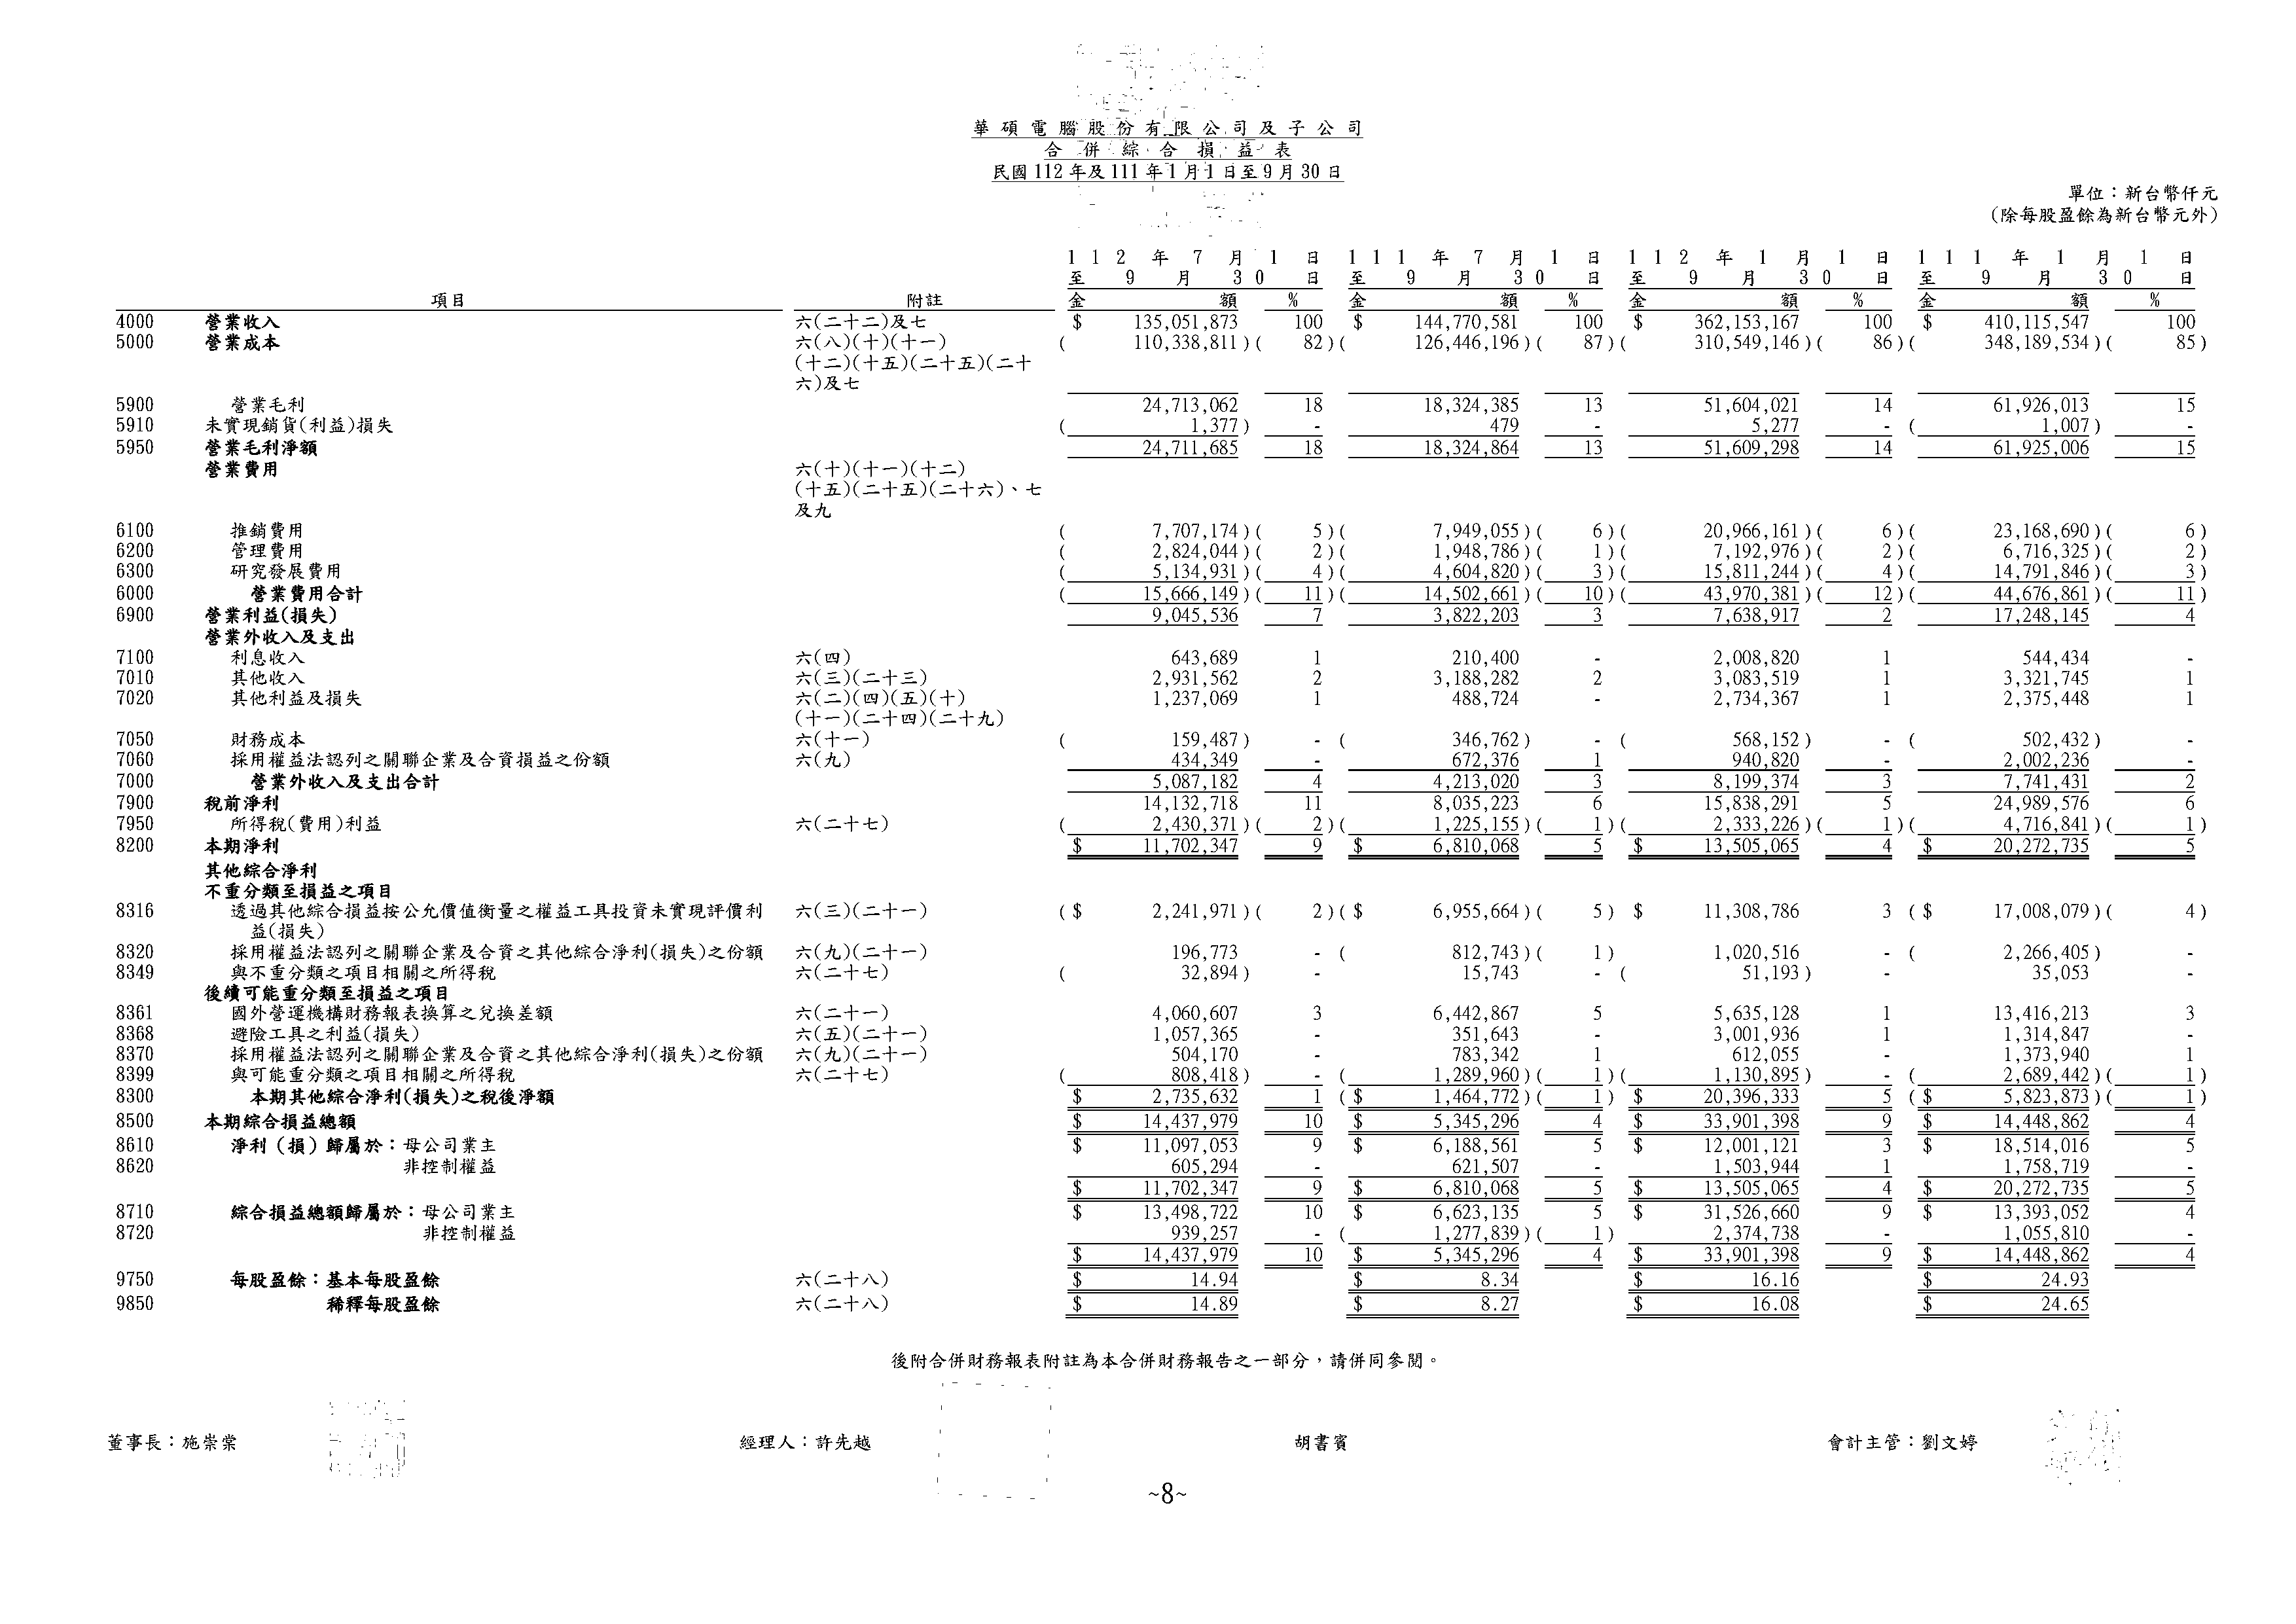 華碩電腦股份有限公司及子公司
合併綜合損益表
民國112年及111年1月1日至9月30日
單位：新台幣仟元
(除每股盈餘為新台幣元外)
112年7月1日 111年7月1日 112年1月1日 111年1月1日
至9月30日 至9月30日 至9月30日 至9月30日
項目 附註 金額 % 金額 % 金額 % 金額 %
4000 營業收入 六(二十二)及七 $ 135,051,873 100 $ 144,770,581 100 $ 362,153,167 100 $ 410,115,547 100
5000 營業成本 六(八)(十)(十一) ( 110,338,811)( 82)( 126,446,196)( 87)( 310,549,146)( 86)( 348,189,534)( 85)
(十二)(十五)(二十五)(二十
六)及七
5900 營業毛利 24,713,062 18 18,324,385 13 51,604,021 14 61,926,013 15
5910 未實現銷貨(利益)損失 ( 1,377) - 479 - 5,277 - ( 1,007) -
5950 營業毛利淨額 24,711,685 18 18,324,864 13 51,609,298 14 61,925,006 15
營業費用 六(十)(十一)(十二)
(十五)(二十五)(二十六)、七
及九
6100 推銷費用 ( 7,707,174)( 5)( 7,949,055)( 6)( 20,966,161)( 6)( 23,168,690)( 6)
6200 管理費用 ( 2,824,044)( 2)( 1,948,786)( 1)( 7,192,976)( 2)( 6,716,325)( 2)
6300 研究發展費用 ( 5,134,931)( 4)( 4,604,820)( 3)( 15,811,244)( 4)( 14,791,846)( 3)
6000 營業費用合計 ( 15,666,149)( 11)( 14,502,661)( 10)( 43,970,381)( 12)( 44,676,861)( 11)
6900 營業利益(損失) 9,045,536 7 3,822,203 3 7,638,917 2 17,248,145 4
營業外收入及支出
7100 利息收入 六(四) 643,689 1 210,400 - 2,008,820 1 544,434 -
7010 其他收入 六(三)(二十三) 2,931,562 2 3,188,282 2 3,083,519 1 3,321,745 1
7020 其他利益及損失 六(二)(四)(五)(十) 1,237,069 1 488,724 - 2,734,367 1 2,375,448 1
(十一)(二十四)(二十九)
7050 財務成本 六(十一) ( 159,487) - ( 346,762) - ( 568,152) - ( 502,432) -
7060 採用權益法認列之關聯企業及合資損益之份額 六(九) 434,349 - 672,376 1 940,820 - 2,002,236 -
7000 營業外收入及支出合計 5,087,182 4 4,213,020 3 8,199,374 3 7,741,431 2
7900 稅前淨利 14,132,718 11 8,035,223 6 15,838,291 5 24,989,576 6
7950 所得稅(費用)利益 六(二十七) ( 2,430,371)( 2)( 1,225,155)( 1)( 2,333,226)( 1)( 4,716,841)( 1)
8200 本期淨利 $ 11,702,347 9 $ 6,810,068 5 $ 13,505,065 4 $ 20,272,735 5
其他綜合淨利
不重分類至損益之項目
8316 透過其他綜合損益按公允價值衡量之權益工具投資未實現評價利 六(三)(二十一) ($ 2,241,971)( 2)($ 6,955,664)( 5) $ 11,308,786 3 ($ 17,008,079)( 4)
益(損失)
8320 採用權益法認列之關聯企業及合資之其他綜合淨利(損失)之份額 六(九)(二十一) 196,773 - ( 812,743)( 1) 1,020,516 - ( 2,266,405) -
8349 與不重分類之項目相關之所得稅 六(二十七) ( 32,894) - 15,743 - ( 51,193) - 35,053 -
後續可能重分類至損益之項目
8361 國外營運機構財務報表換算之兌換差額 六(二十一) 4,060,607 3 6,442,867 5 5,635,128 1 13,416,213 3
8368 避險工具之利益(損失) 六(五)(二十一) 1,057,365 - 351,643 - 3,001,936 1 1,314,847 -
8370 採用權益法認列之關聯企業及合資之其他綜合淨利(損失)之份額 六(九)(二十一) 504,170 - 783,342 1 612,055 - 1,373,940 1
8399 與可能重分類之項目相關之所得稅 六(二十七) ( 808,418) - ( 1,289,960)( 1)( 1,130,895) - ( 2,689,442)( 1)
8300 本期其他綜合淨利(損失)之稅後淨額 $ 2,735,632 1 ($ 1,464,772)( 1) $ 20,396,333 5 ($ 5,823,873)( 1)
8500 本期綜合損益總額 $ 14,437,979 10 $ 5,345,296 4 $ 33,901,398 9 $ 14,448,862 4
8610 淨利（損）歸屬於：母公司業主 $ 11,097,053 9 $ 6,188,561 5 $ 12,001,121 3 $ 18,514,016 5
8620 非控制權益 605,294 - 621,507 - 1,503,944 1 1,758,719 -
$ 11,702,347 9 $ 6,810,068 5 $ 13,505,065 4 $ 20,272,735 5
8710 綜合損益總額歸屬於：母公司業主 $ 13,498,722 10 $ 6,623,135 5 $ 31,526,660 9 $ 13,393,052 4
8720 非控制權益 939,257 - ( 1,277,839)( 1) 2,374,738 - 1,055,810 -
$ 14,437,979 10 $ 5,345,296 4 $ 33,901,398 9 $ 14,448,862 4
9750 每股盈餘：基本每股盈餘 六(二十八) $ 14.94 $ 8.34 $ 16.16 $ 24.93
9850 稀釋每股盈餘 六(二十八) $ 14.89 $ 8.27 $ 16.08 $ 24.65
後附合併財務報表附註為本合併財務報告之一部分，請併同參閱。
董事長：施崇棠 經理人：許先越 胡書賓 會計主管：劉文婷
~8~